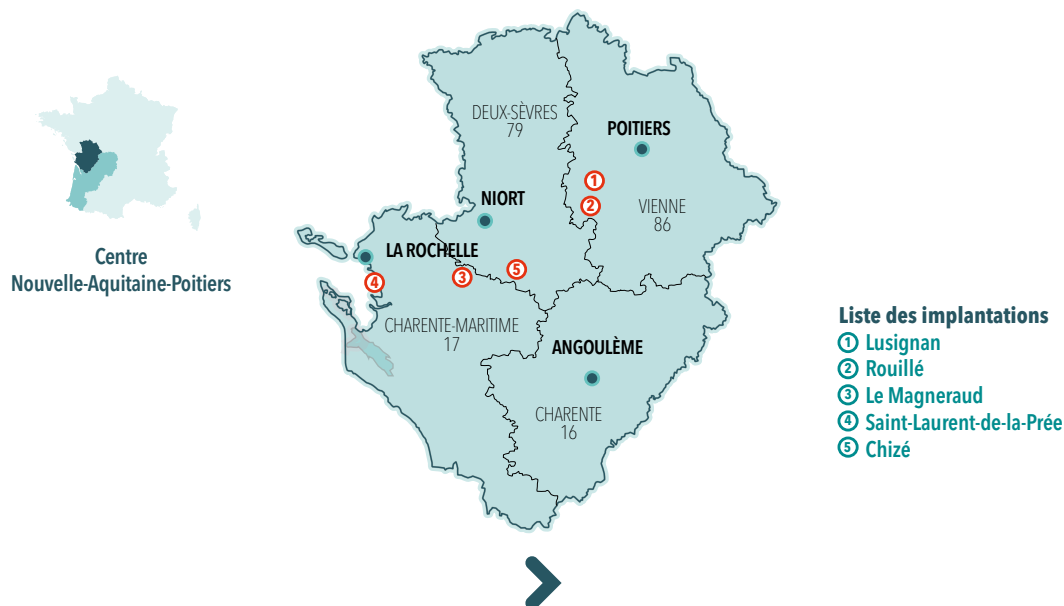 Centre
Nouvelle-Aquitaine-Poitiers
DEUX-SÈVRES
79
POITIERS
1
2
NIORT
VIENNE
86
LA ROCHELLE
5
3
4
CHARENTE-MARITIME
17
ANGOULÊME
CHARENTE
16
Liste des implantations
1 Lusignan
2 Rouillé
3 Le Magneraud
4 Saint-Laurent-de-la-Prée
5 Chizé